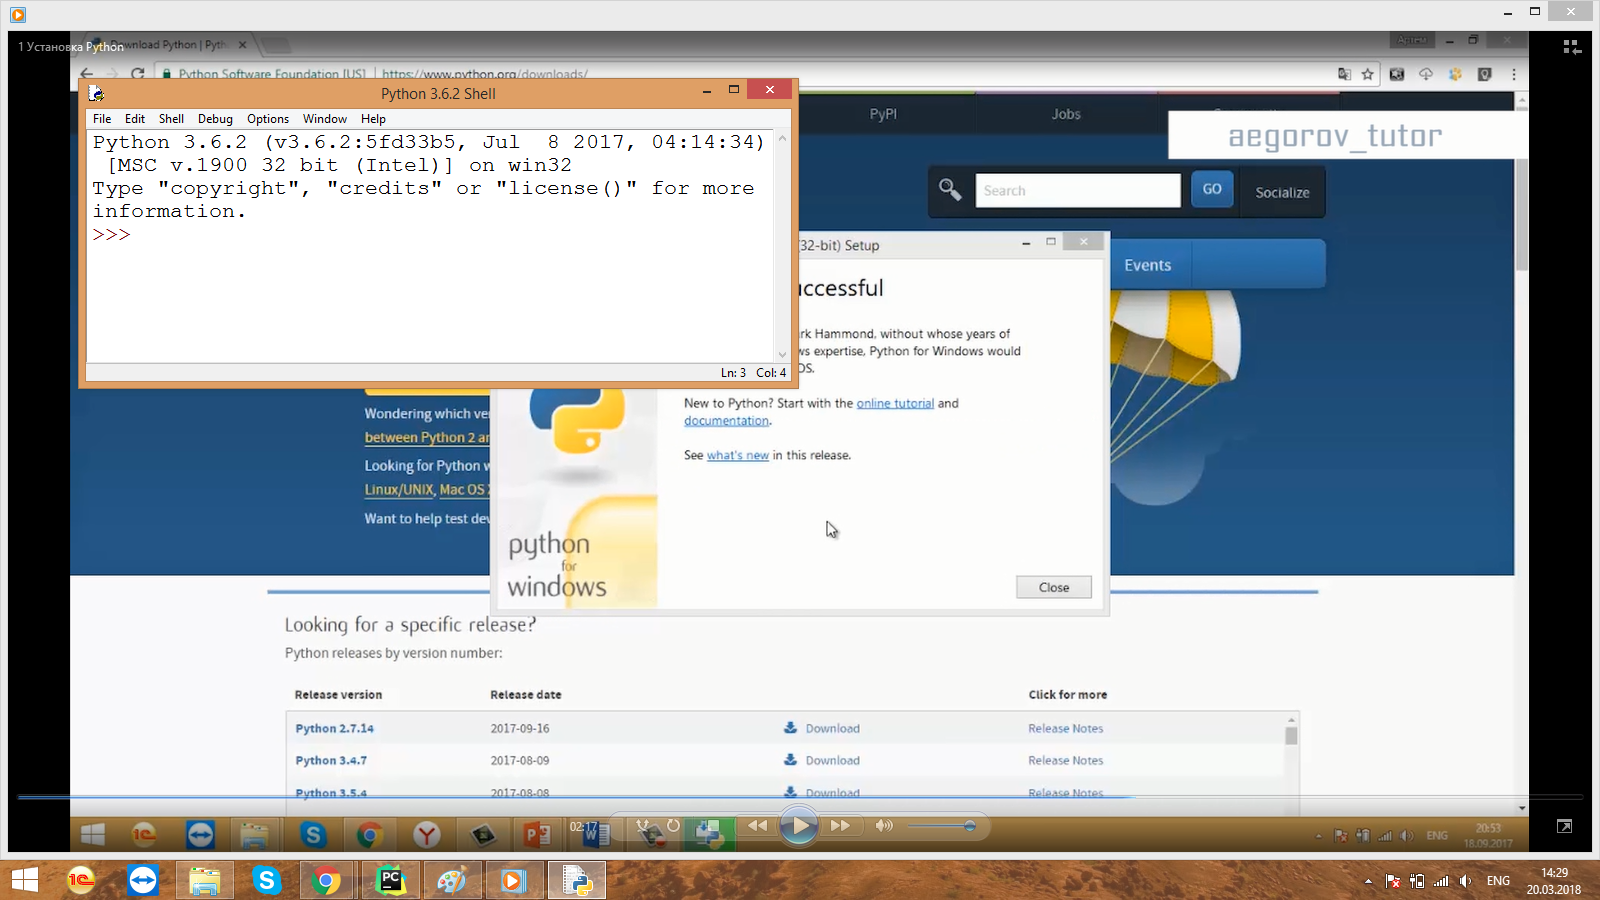 1 Установка Python
Download Python | Pyth
Артем
Python Software Foundation [US] | https://www.python.org/downloads/
Python 3.6.2 Shell
File Edit Shell Debug Options Window Help
Python 3.6.2 (v3.6.2:5fd33b5, Jul 8 2017, 04:14:34)
[MSC v.1900 32 bit (Intel)] on win32
Type "copyright", "credits" or "license()" for more
information.
>>>
Ln: 3 Col: 4
PyPI
Jobs
aegorov_tutor
Search
GO
Socialize
Events
(32-bit) Setup
uccessful
rk Hammond, without whose years of
ws expertise, Python for Windows would
OS.
New to Python? Start with the online tutorial and
documentation.
See what's new in this release.
python
for
windows
Close
Wondering which ver
between Python 2 an
Looking for Python w
Linux/UNIX, Mac OS X
Want to help test dev
Looking for a specific release?
Python releases by version number:
Release version Release date Click for more
Python 2.7.14 2017-09-16 Download Release Notes
Python 3.4.7 2017-08-09 Download Release Notes
Python 3.5.4 2017-08-08 Download Release Notes
02:17
ENG
20:53
18.09.2017
PC
ENG
14:29
20.03.2018